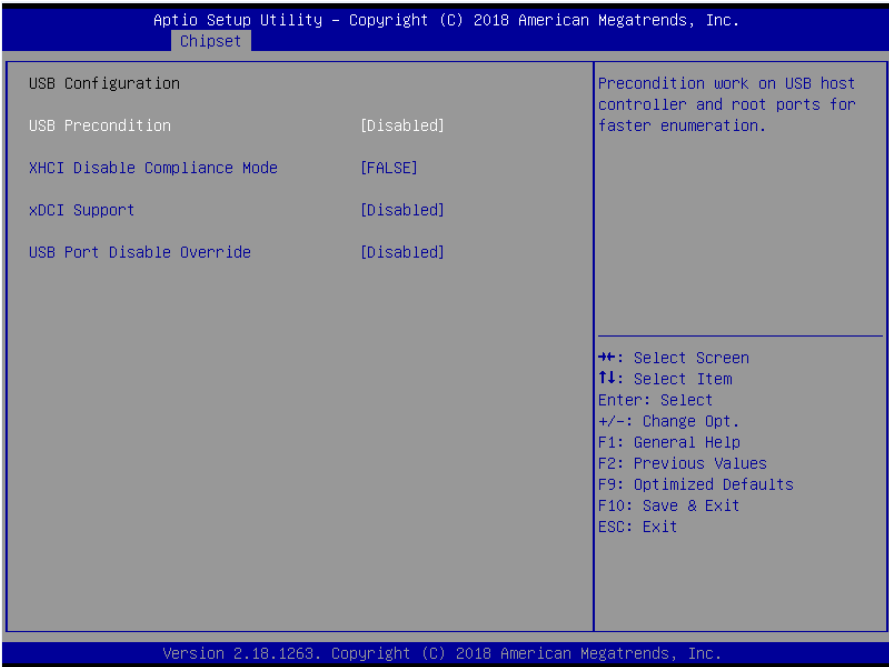 Aptio Setup Utility – Copyright (C) 2018 American Megatrends, Inc.
Chipset
USB Configuration
USB Precondition [Disabled]
XHCI Disable Compliance Mode [FALSE]
xDCI Support [Disabled]
USB Port Disable Override [Disabled]
Precondition work on USB host
controller and root ports for
faster enumeration.
→←: Select Screen
↑↓: Select Item
Enter: Select
+/-: Change Opt.
F1: General Help
F2: Previous Values
F9: Optimized Defaults
F10: Save & Exit
ESC: Exit
Version 2.18.1263. Copyright (C) 2018 American Megatrends, Inc.